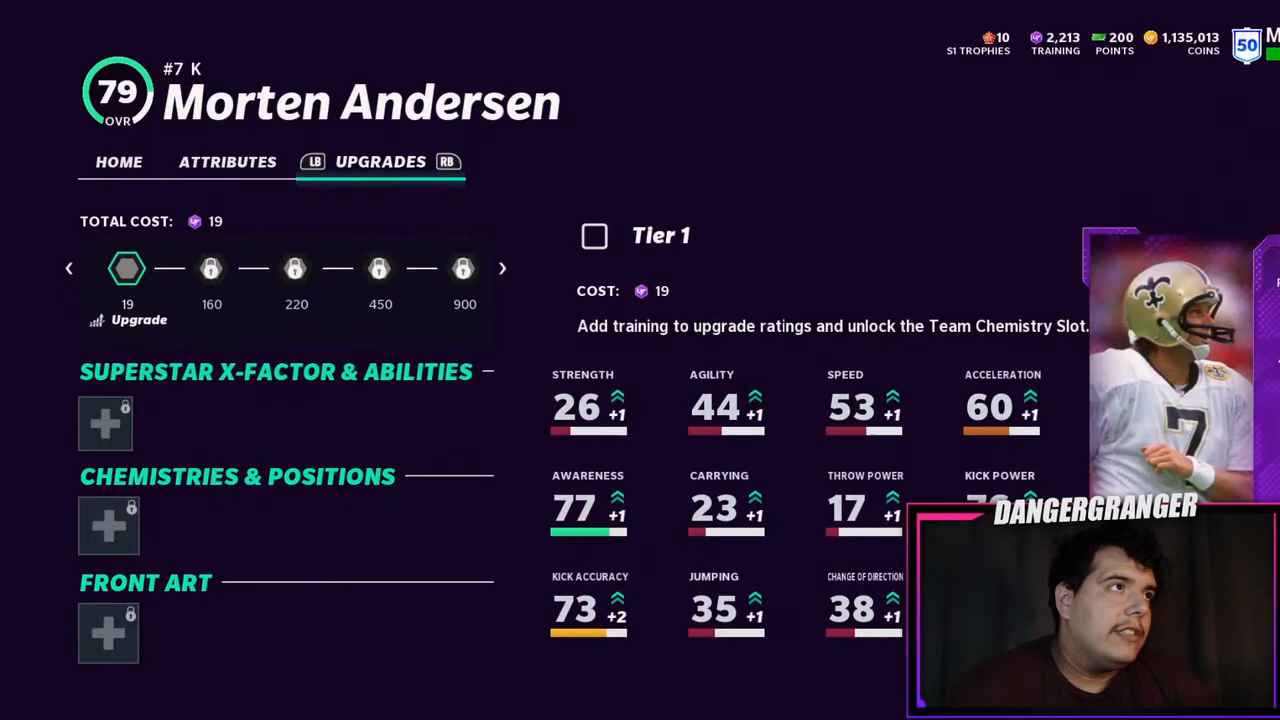 10 2,213 200 1,135,013
S1 TROPHIES TRAINING POINTS COINS
50
79
OVR
#7 K
Morten Andersen
HOME ATTRIBUTES LB UPGRADES RB
TOTAL COST: 19
19 160 220 450 900
Upgrade
SUPERSTAR X-FACTOR & ABILITIES
CHEMISTRIES & POSITIONS
FRONT ART
Tier 1
COST: 19
Add training to upgrade ratings and unlock the Team Chemistry Slot.
STRENGTH AGILITY SPEED ACCELERATION
26 +1 44 +1 53 +1 60 +1
AWARENESS CARRYING THROW POWER KICK POWER
77 +1 23 +1 17 +1
KICK ACCURACY JUMPING CHANGE OF DIRECTION
73 +2 35 +1 38 +1
7
DANGERGRANGER